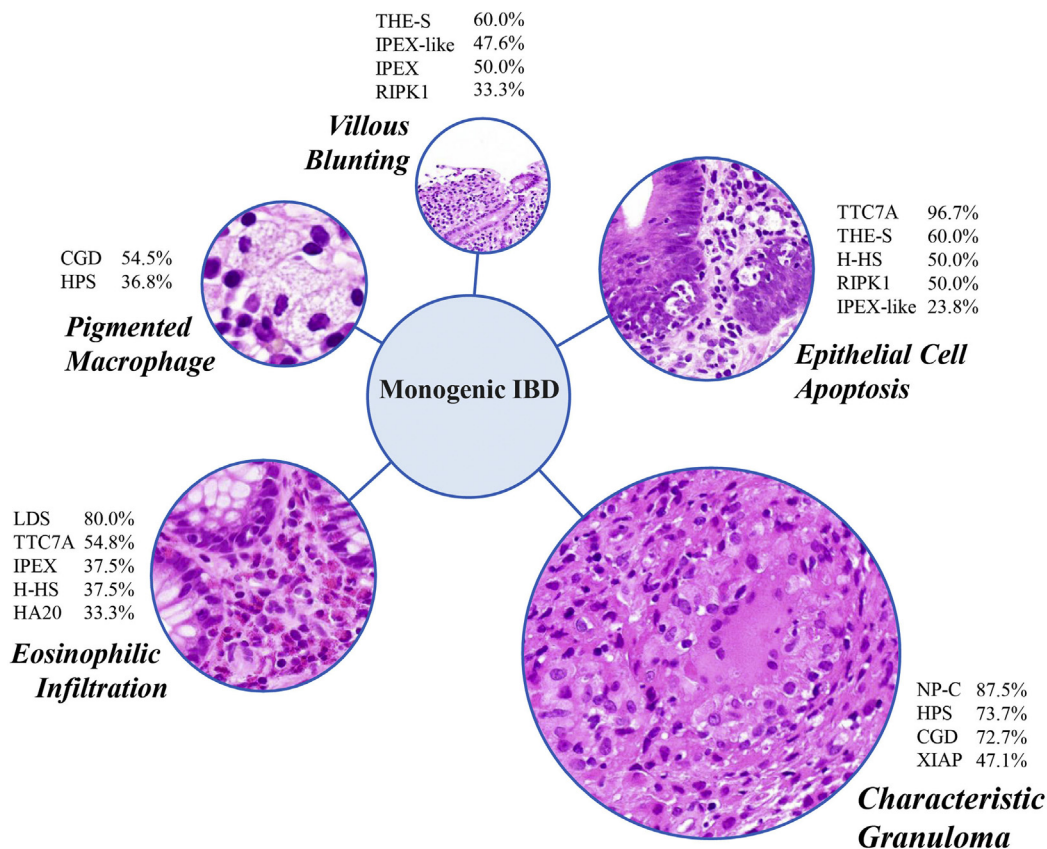 THE-S 60.0%
IPEX-like 47.6%
IPEX 50.0%
RIPK1 33.3%
Villous
Blunting
TTC7A 96.7%
THE-S 60.0%
H-HS 50.0%
RIPK1 50.0%
IPEX-like 23.8%
Epithelial Cell
Apoptosis
CGD 54.5%
HPS 36.8%
Pigmented
Macrophage
Monogenic IBD
LDS 80.0%
TTC7A 54.8%
IPEX 37.5%
H-HS 37.5%
HA20 33.3%
Eosinophilic
Infiltration
NP-C 87.5%
HPS 73.7%
CGD 72.7%
XIAP 47.1%
Characteristic
Granuloma